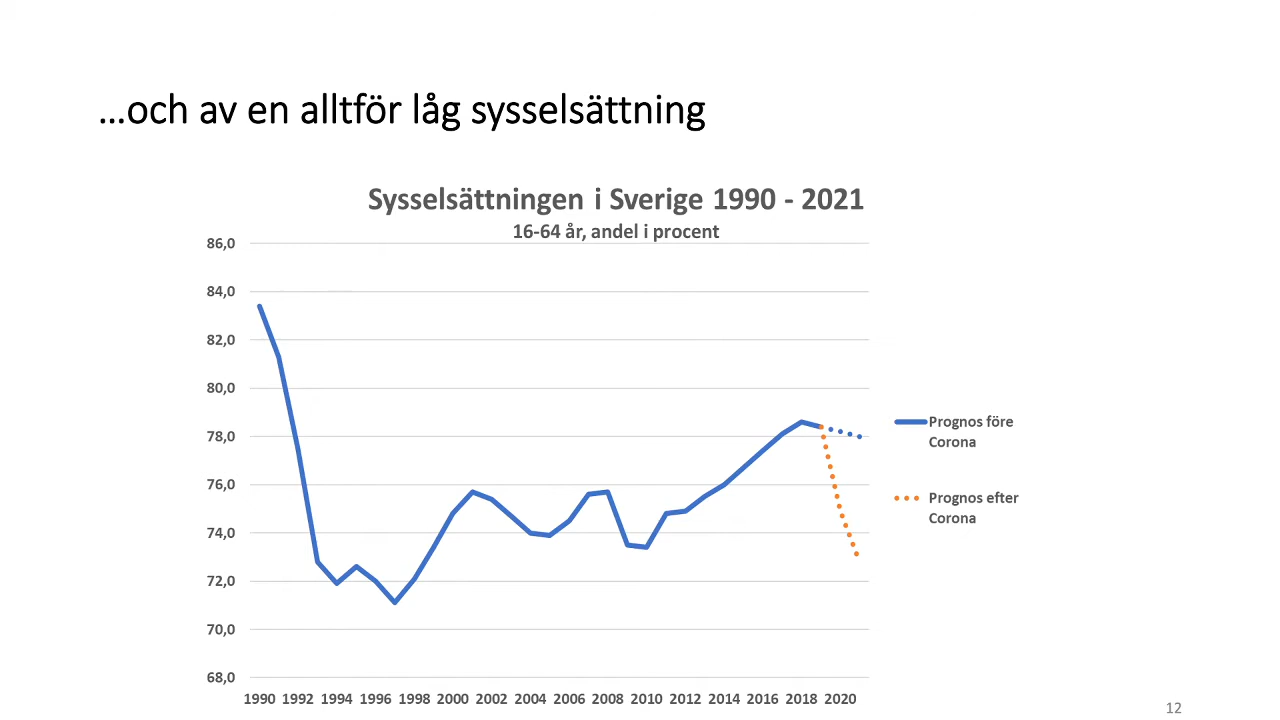 …och av en alltför låg sysselsättning
Sysselsättningen i Sverige 1990 - 2021
16-64 år, andel i procent
86,0
84,0
82,0
80,0
78,0
76,0
74,0
72,0
70,0
68,0
1990 1992 1994 1996 1998 2000 2002 2004 2006 2008 2010 2012 2014 2016 2018 2020
Prognos före
Corona
Prognos efter
Corona
12